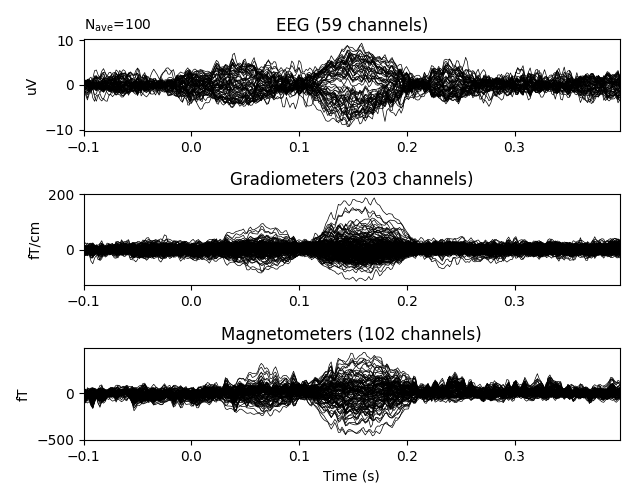 N_ave=100
EEG (59 channels)
10
0
−10
uV
−0.1 0.0 0.1 0.2 0.3
Gradiometers (203 channels)
200
0
fT/cm
−0.1 0.0 0.1 0.2 0.3
Magnetometers (102 channels)
0
−500
fT
−0.1 0.0 0.1 0.2 0.3
Time (s)